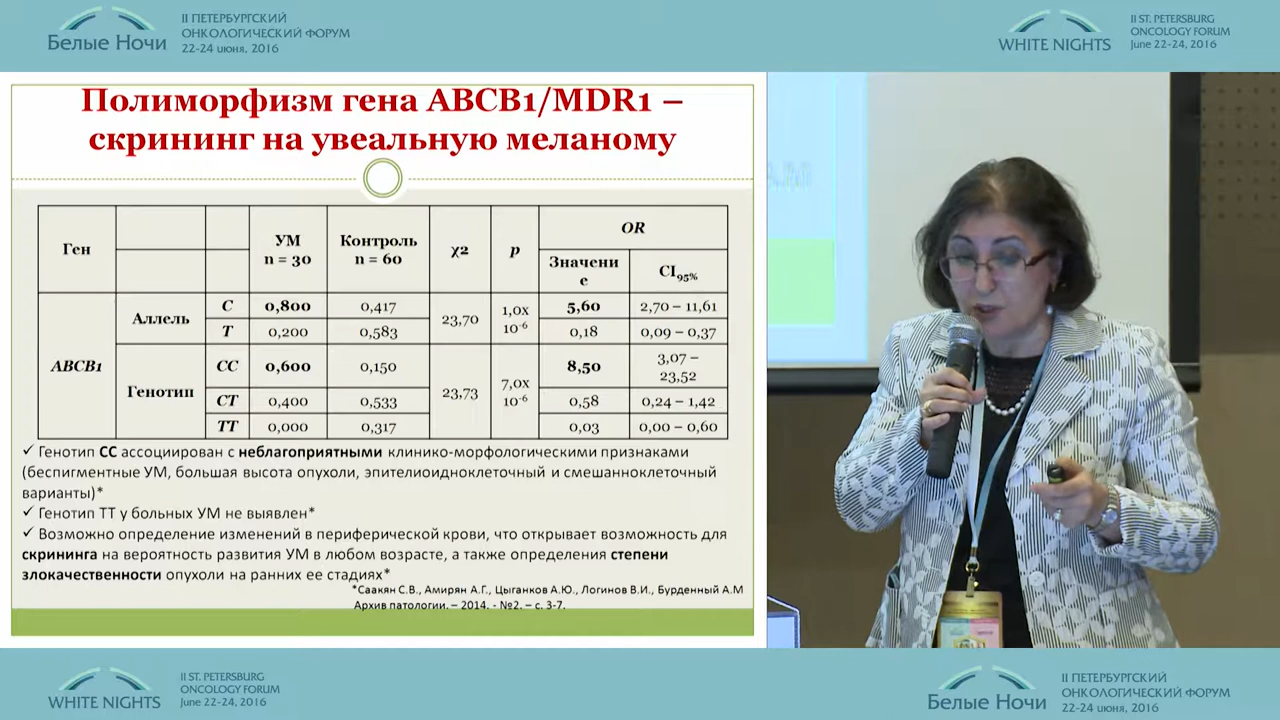 Белые Ночи
II ПЕТЕРБУРГСКИЙ
ОНКОЛОГИЧЕСКИЙ ФОРУМ
22-24 июня, 2016
WHITE NIGHTS
II ST. PETERSBURG
ONCOLOGY FORUM
June 22-24, 2016
Полиморфизм гена ABCB1/MDR1 –
скрининг на увеальную меланому
Ген УМ n = 30 Контроль n = 60 χ2 p OR
Значение CI95%
ABCB1 Аллель C 0,800 0,417 23,70 1,0x 10-6 5,60 2,70 – 11,61
T 0,200 0,583 0,18 0,09 – 0,37
Генотип CC 0,600 0,150 23,73 7,0x 10-6 8,50 3,07 – 23,52
CT 0,400 0,533 0,58 0,24 – 1,42
TT 0,000 0,317 0,03 0,00 – 0,60
✓ Генотип СС ассоциирован с неблагоприятными клинико-морфологическими признаками
(беспигментные УМ, большая высота опухоли, эпителиоидноклеточный и смешанноклеточный
варианты)*
✓ Генотип ТТ у больных УМ не выявлен*
✓ Возможно определение изменений в периферической крови, что открывает возможность для
скрининга на вероятность развития УМ в любом возрасте, а также определения степени
злокачественности опухоли на ранних ее стадиях*
*Саакян С.В., Амирян А.Г., Цыганков А.Ю., Логинов В.И., Бурденный А.М
Архив патологии. – 2014. - №2. – с. 3-7.
WHITE NIGHTS
II ST. PETERSBURG
ONCOLOGY FORUM
June 22-24, 2016
Белые Ночи
II ПЕТЕРБУРГСКИЙ
ОНКОЛОГИЧЕСКИЙ ФОРУМ
22-24 июня, 2016